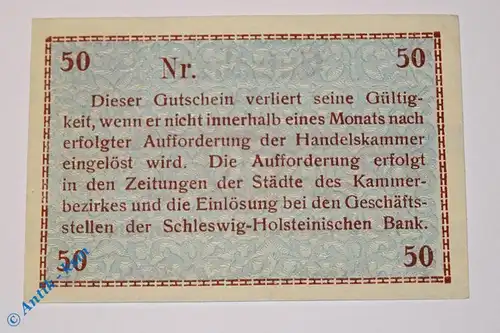 50 Nr. 50
Dieser Gutschein verliert seine Gültig-
keit, wenn er nicht innerhalb eines Monats nach
erfolgter Aufforderung der Handelskammer
eingelöst wird. Die Aufforderung erfolgt
in den Zeitungen der Städte des Kammer-
bezirkes und die Einlösung bei den Geschäfts-
stellen der Schleswig-Holsteinischen Bank.
50 50